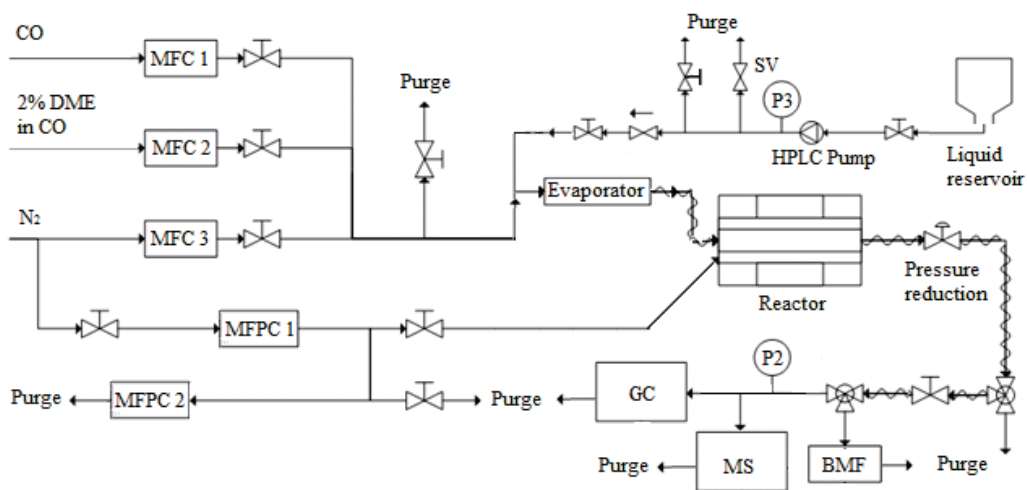 CO
MFC 1
2% DME
in CO
MFC 2
N₂
MFC 3
Purge
Purge
SV
P3
HPLC Pump
Liquid
reservoir
Evaporator
Reactor
Pressure
reduction
MFPC 1
Purge
MFPC 2
Purge
GC
P2
Purge
MS
BMF
Purge